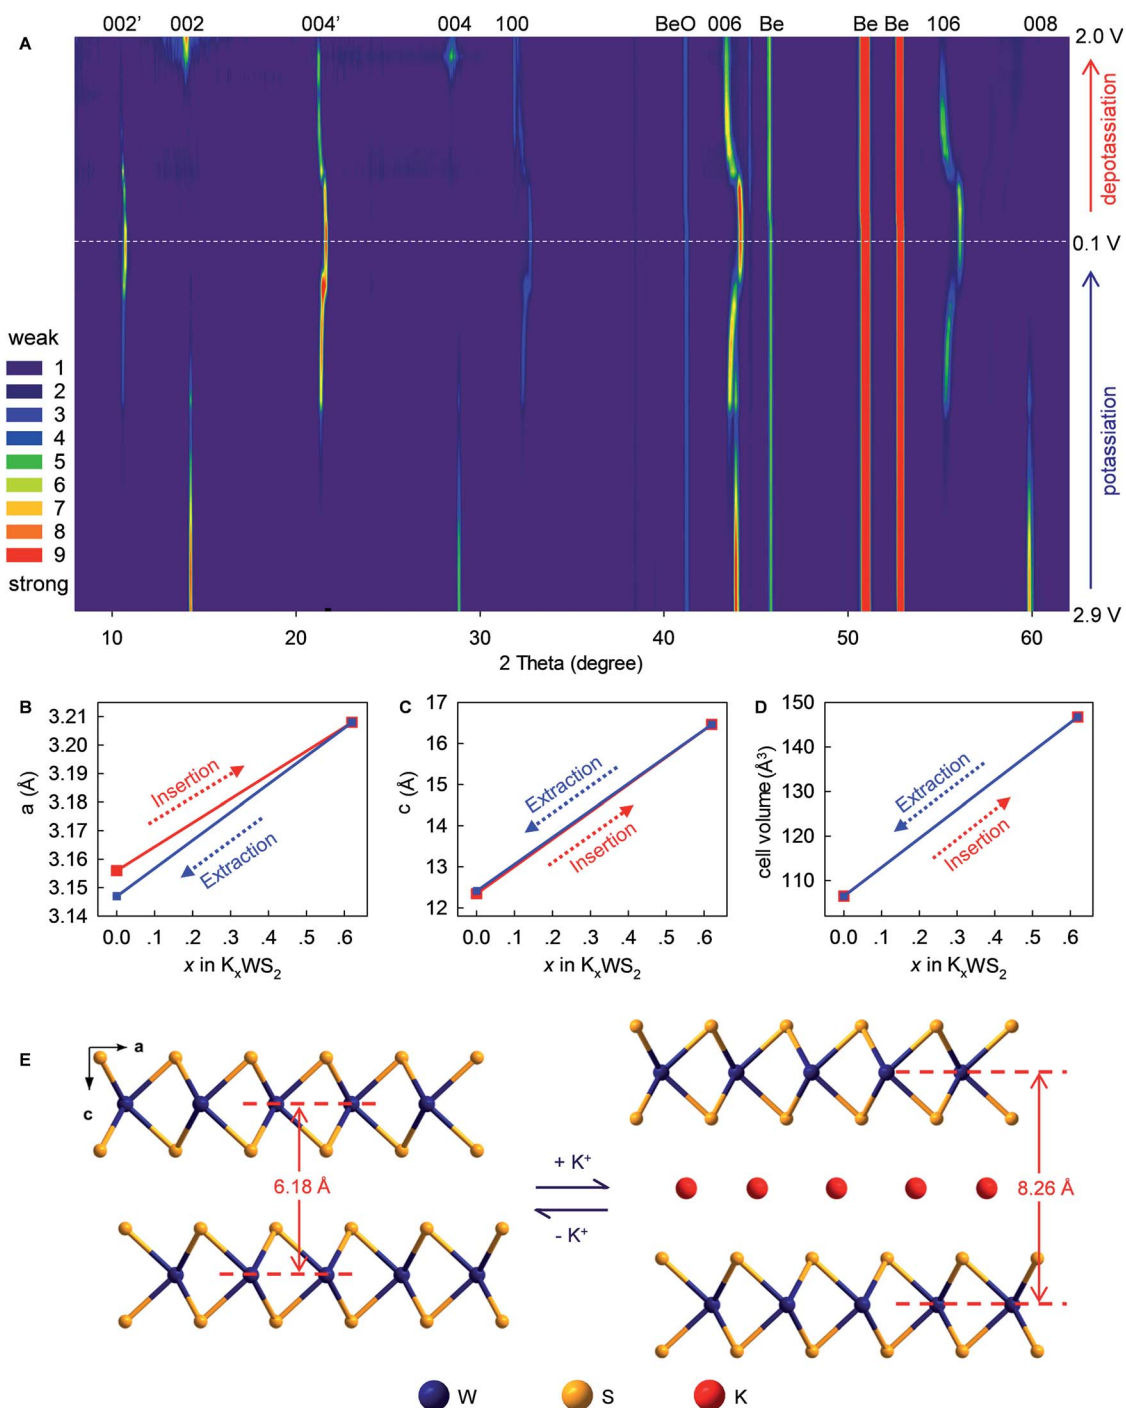 002' 002 004' 004 100 BeO 006 Be Be Be 106 008
A
2.0 V
depotassiation
0.1 V
potassiation
2.9 V
weak
1
2
3
4
5
6
7
8
9
strong
10 20 30 40 50 60
2 Theta (degree)
B
a (Å)
3.21
3.20
3.19
3.18
3.17
3.16
3.15
3.14
Insertion
Extraction
0.0 .1 .2 .3 .4 .5 .6
x in KxWS2
C
c (Å)
17
16
15
14
13
12
Extraction
Insertion
0.0 .1 .2 .3 .4 .5 .6
x in KxWS2
D
cell volume (Å3)
150
140
130
120
110
Extraction
Insertion
0.0 .1 .2 .3 .4 .5 .6
x in KxWS2
E
a
c
6.18 Å
+ K+
- K+
8.26 Å
W S K